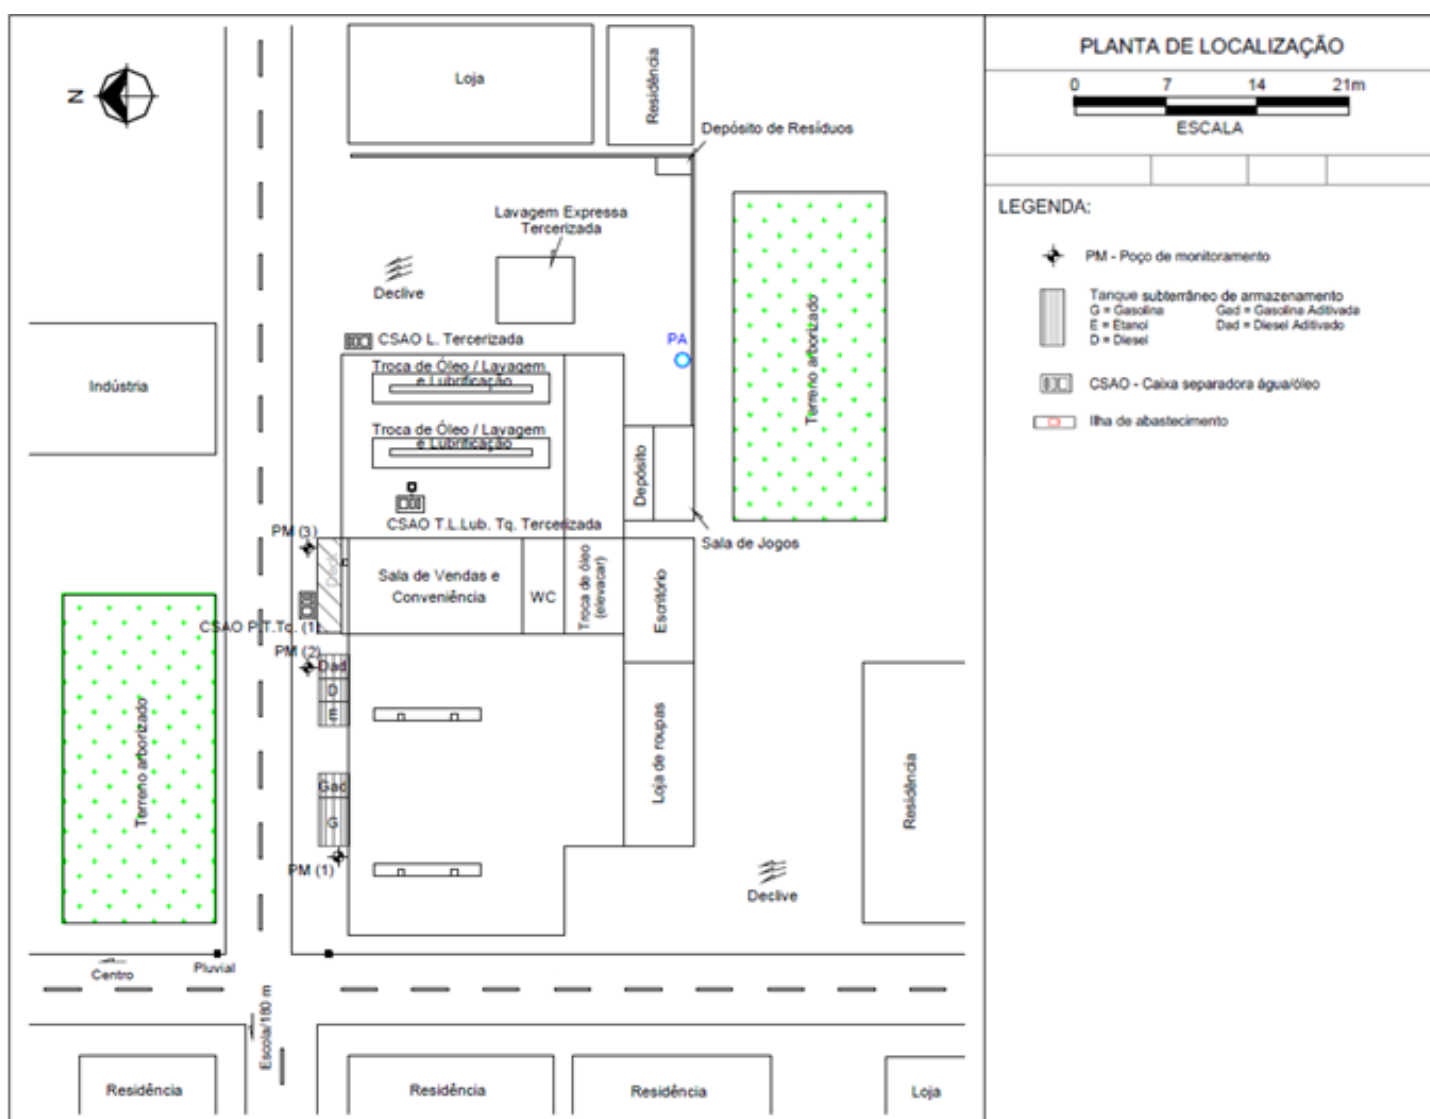 PLANTA DE LOCALIZAÇÃO
0 7 14 21m
ESCALA
LEGENDA:
PM - Poço de monitoramento
Tanque subterrâneo de armazenamento
G = Gasolina Gad = Gasolina Aditivada
E = Etanol Dad = Diesel Aditivado
D = Diesel
CSAO - Caixa separadora água/óleo
Ilha de abastecimento
N
Loja
Residência
Depósito de Resíduos
Lavagem Expressa
Tercerizada
Declive
CSAO L. Tercerizada
PA
Terreno arborizado
Indústria
Troca de Óleo / Lavagem
e Lubrificação
Troca de Óleo / Lavagem
e Lubrificação
Depósito
CSAO T.L.Lub. Tq. Tercerizada
Sala de Jogos
PM (3)
Sala de Vendas e
Conveniência
WC
Troca de óleo
(elevacar)
Escritório
CSAO P.T.Tc. (1)
PM (2)
Dad
D
E
Terreno arborizado
Loja de roupas
Residência
Gad
G
PM (1)
Declive
Centro
Pluvial
Escola/180 m
Residência
Residência
Residência
Loja